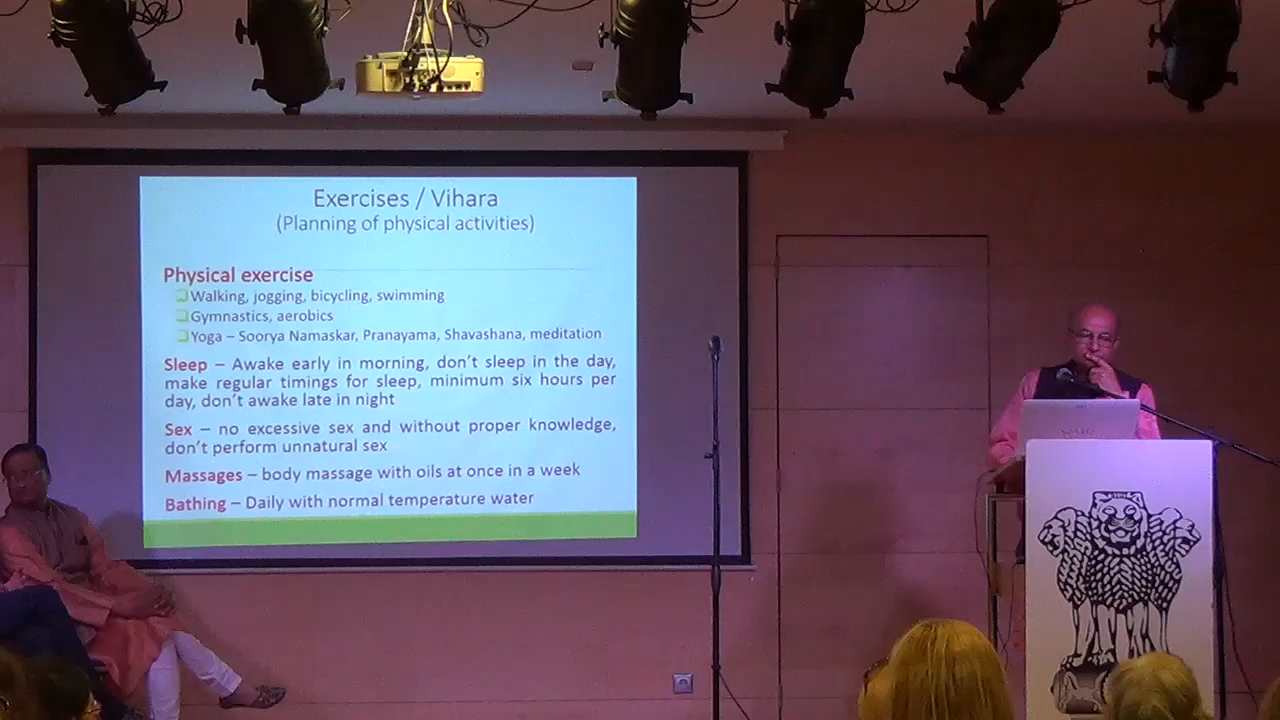 Exercises / Vihara
(Planning of physical activities)
Physical exercise
Walking, jogging, bicycling, swimming
Gymnastics, aerobics
Yoga – Soorya Namaskar, Pranayama, Shavashana, meditation
Sleep – Awake early in morning, don't sleep in the day,
make regular timings for sleep, minimum six hours per
day, don't awake late in night
Sex – no excessive sex and without proper knowledge,
don't perform unnatural sex
Massages – body massage with oils at once in a week
Bathing – Daily with normal temperature water